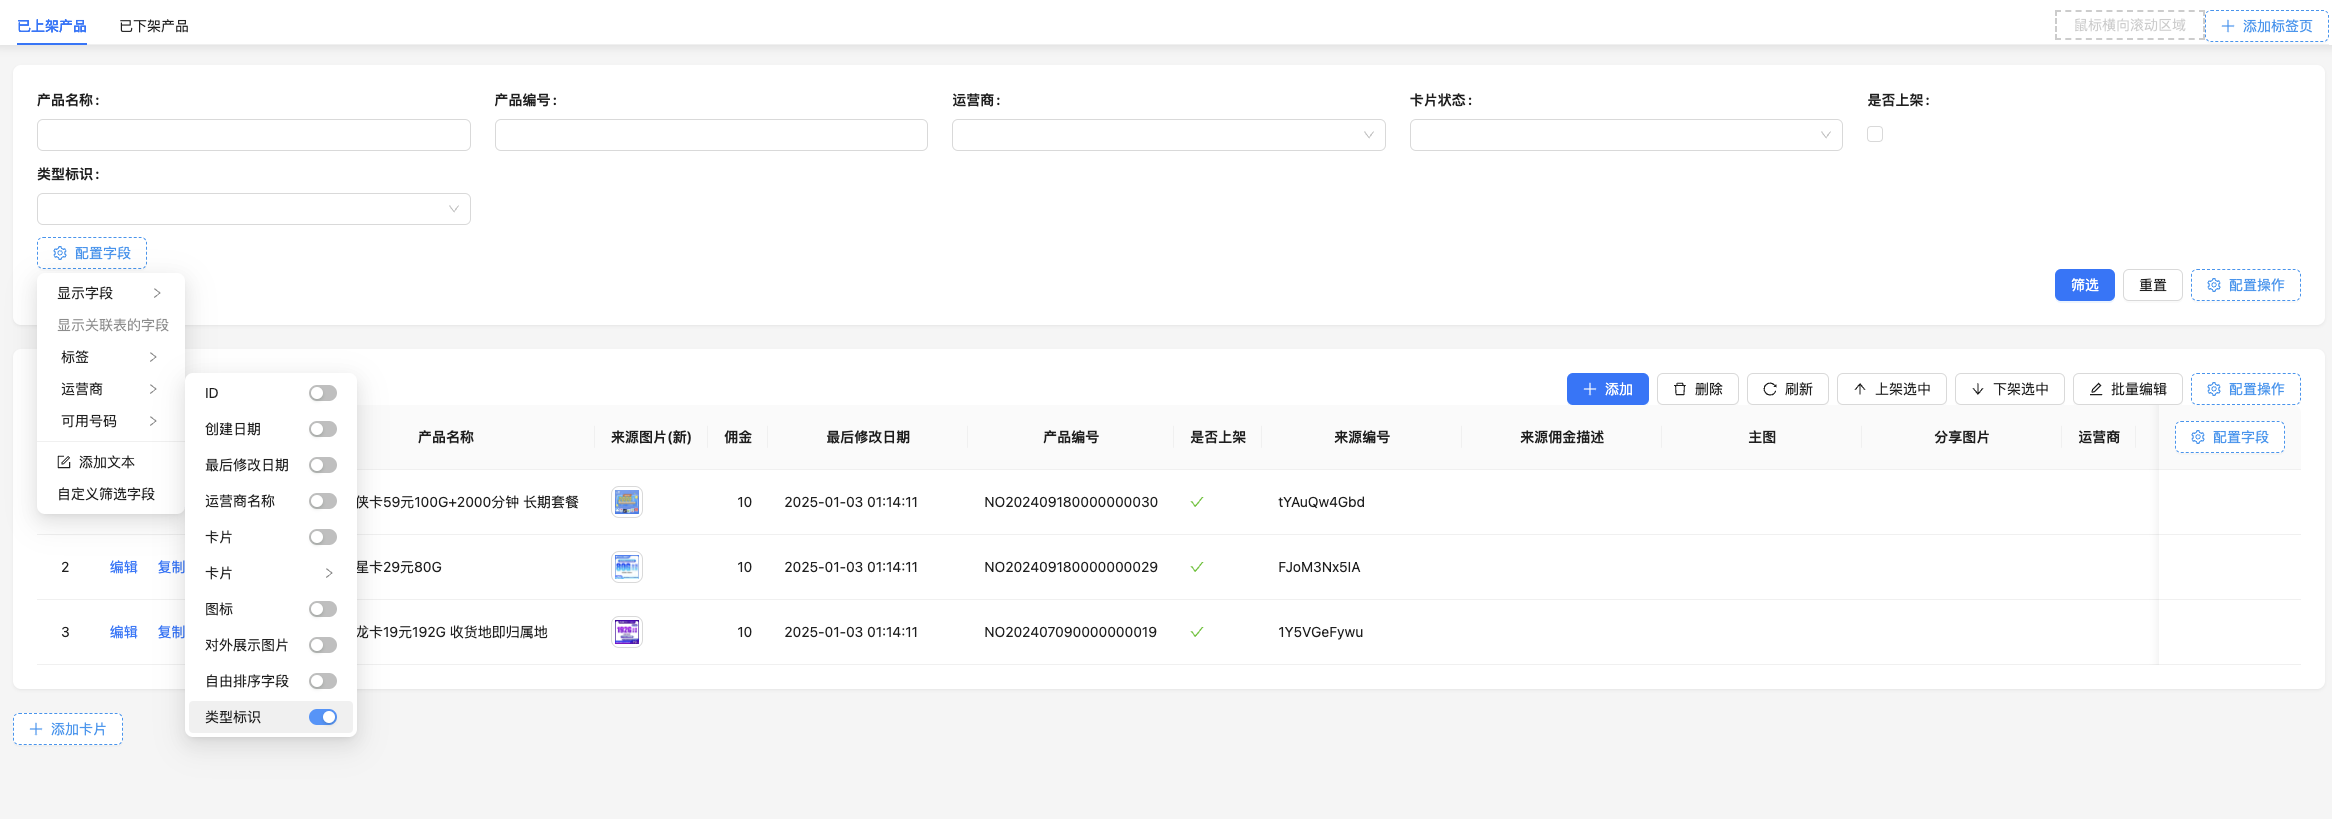 已上架产品 已下架产品 鼠标横向滚动区域 添加标签页
产品名称: 产品编号: 运营商: 卡片状态: 是否上架:
类型标识:
配置字段
筛选 重置 配置操作
显示字段
显示关联表的字段
标签
运营商
可用号码
添加文本
自定义筛选字段
ID
创建日期
最后修改日期
运营商名称
卡片
卡片
图标
对外展示图片
自由排序字段
类型标识
添加 删除 刷新 上架选中 下架选中 批量编辑 配置操作
产品名称 来源图片(新) 佣金 最后修改日期 产品编号 是否上架 来源编号 来源佣金描述 主图 分享图片 运营商 配置字段
侠卡59元100G+2000分钟 长期套餐 10 2025-01-03 01:14:11 NO202409180000000030 tYAuQw4Gbd
2 编辑 复制 星卡29元80G 10 2025-01-03 01:14:11 NO202409180000000029 FJoM3Nx5IA
3 编辑 复制 龙卡19元192G 收货地即归属地 192G 10 2025-01-03 01:14:11 NO202407090000000019 1Y5VGeFywu
添加卡片